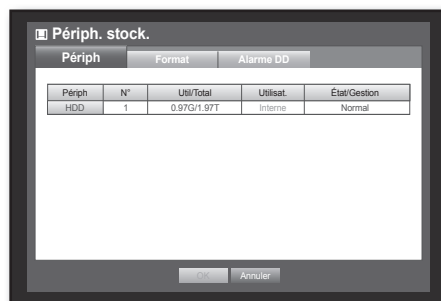 Périph. stock.
Périph Format Alarme DD
Périph N° Util/Total Utilisat. État/Gestion
HDD 1 0.97G/1.97T Interne Normal
OK Annuler